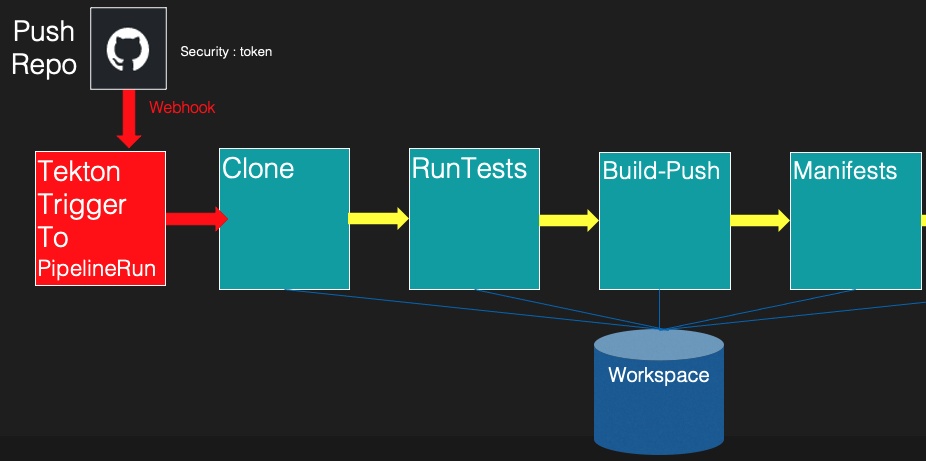 Push
Repo
Security : token
Webhook
Tekton
Trigger
To
PipelineRun
Clone
RunTests
Build-Push
Manifests
Workspace